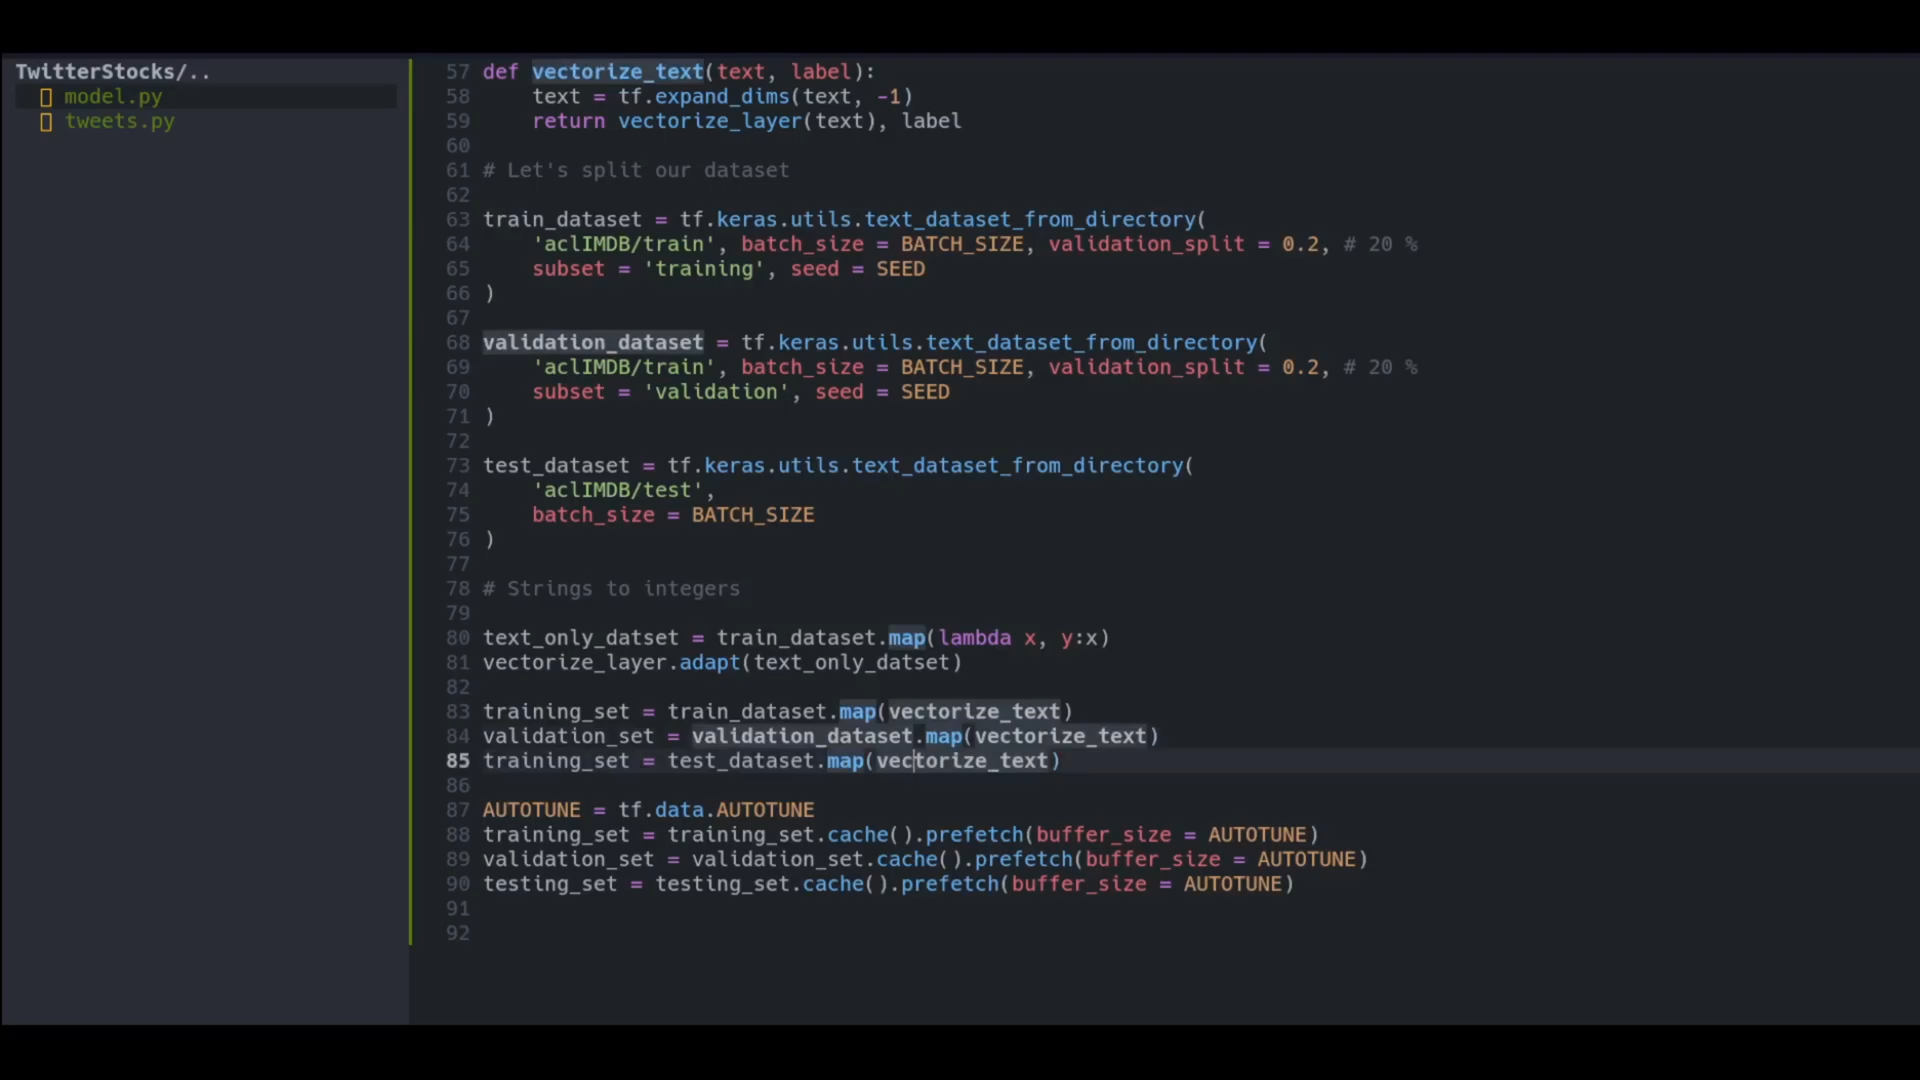 TwitterStocks/..
model.py
tweets.py
57 def vectorize_text(text, label):
58     text = tf.expand_dims(text, -1)
59     return vectorize_layer(text), label
60
61 # Let's split our dataset
62
63 train_dataset = tf.keras.utils.text_dataset_from_directory(
64     'aclIMDB/train', batch_size = BATCH_SIZE, validation_split = 0.2, # 20 %
65     subset = 'training', seed = SEED
66 )
67
68 validation_dataset = tf.keras.utils.text_dataset_from_directory(
69     'aclIMDB/train', batch_size = BATCH_SIZE, validation_split = 0.2, # 20 %
70     subset = 'validation', seed = SEED
71 )
72
73 test_dataset = tf.keras.utils.text_dataset_from_directory(
74     'aclIMDB/test',
75     batch_size = BATCH_SIZE
76 )
77
78 # Strings to integers
79
80 text_only_datset = train_dataset.map(lambda x, y:x)
81 vectorize_layer.adapt(text_only_datset)
82
83 training_set = train_dataset.map(vectorize_text)
84 validation_set = validation_dataset.map(vectorize_text)
85 training_set = test_dataset.map(vectorize_text)
86
87 AUTOTUNE = tf.data.AUTOTUNE
88 training_set = training_set.cache().prefetch(buffer_size = AUTOTUNE)
89 validation_set = validation_set.cache().prefetch(buffer_size = AUTOTUNE)
90 testing_set = testing_set.cache().prefetch(buffer_size = AUTOTUNE)
91
92